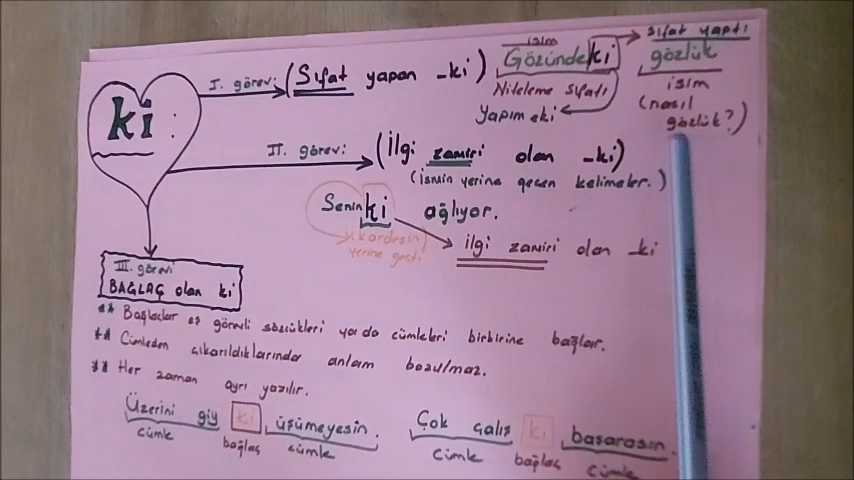 ki :
I. görev:
(Sıfat yapan -ki)
isim
Gözündeki
sıfat yaptı
gözlük
Niteleme sıfatı
isim
Yapım eki
(nasıl
gözlük?)
II. görev:
(İlgi zamiri olan -ki)
(ismin yerine geçen kelimeler.)
Seninki ağlıyor.
kardeşin
yerine geçti
ilgi zamiri olan -ki
III. görevi
BAĞLAÇ olan ki
** Bağlaçlar eş görevli sözcükleri ya da cümleleri birbirine bağlar.
** Cümleden çıkarıldıklarında anlam bozulmaz.
** Her zaman ayrı yazılır.
Üzerini giy ki üşümeyesin.
cümle bağlaç cümle
Çok çalış ki başarasın.
cümle bağlaç cümle